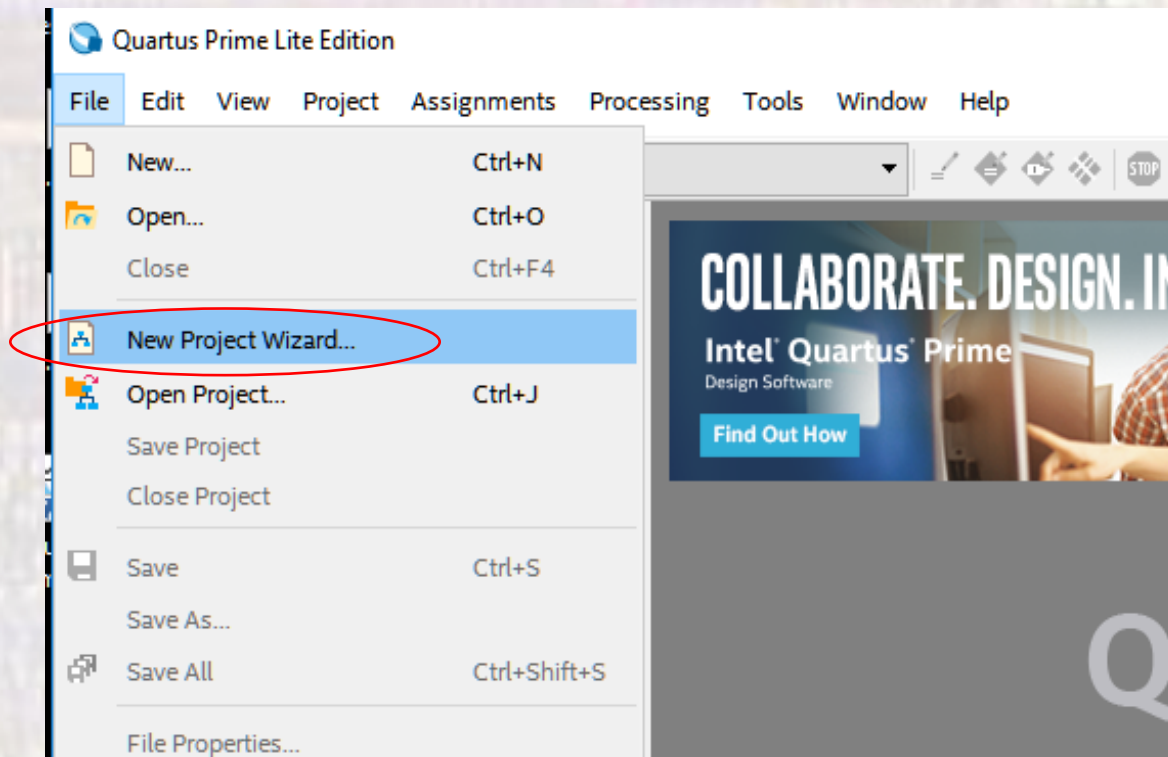 Quartus Prime Lite Edition
File Edit View Project Assignments Processing Tools Window Help
New... Ctrl+N
STOP
Open... Ctrl+O
Close Ctrl+F4
COLLABORATE. DESIGN. IN
New Project Wizard...
Intel® Quartus® Prime
Design Software
Open Project... Ctrl+J
Find Out How
Save Project
Close Project
Save Ctrl+S
Save As...
Save All Ctrl+Shift+S
Q
File Properties...